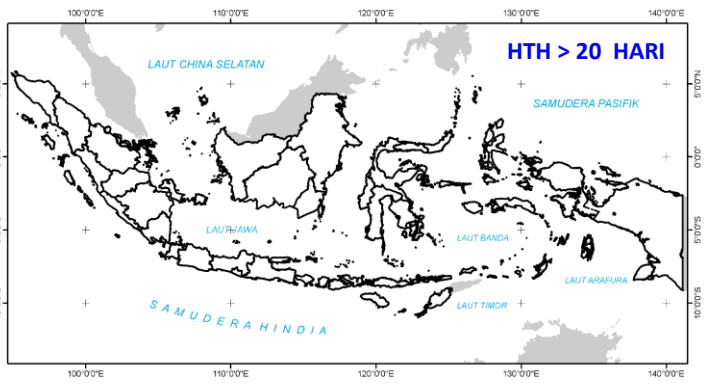 100°0'0"E 110°0'0"E 120°0'0"E 130°0'0"E 140°0'0"E
HTH > 20 HARI
LAUT CHINA SELATAN
5°0'0"N
SAMUDERA PASIFIK
0°0'
LAUT JAWA
LAUT BANDA
5°0'0"S
LAUT ARAFURA
LAUT TIMOR
10°0'0"S
SAMUDERA HINDIA
100°0'0"E 110°0'0"E 120°0'0"E 130°0'0"E 140°0'0"E